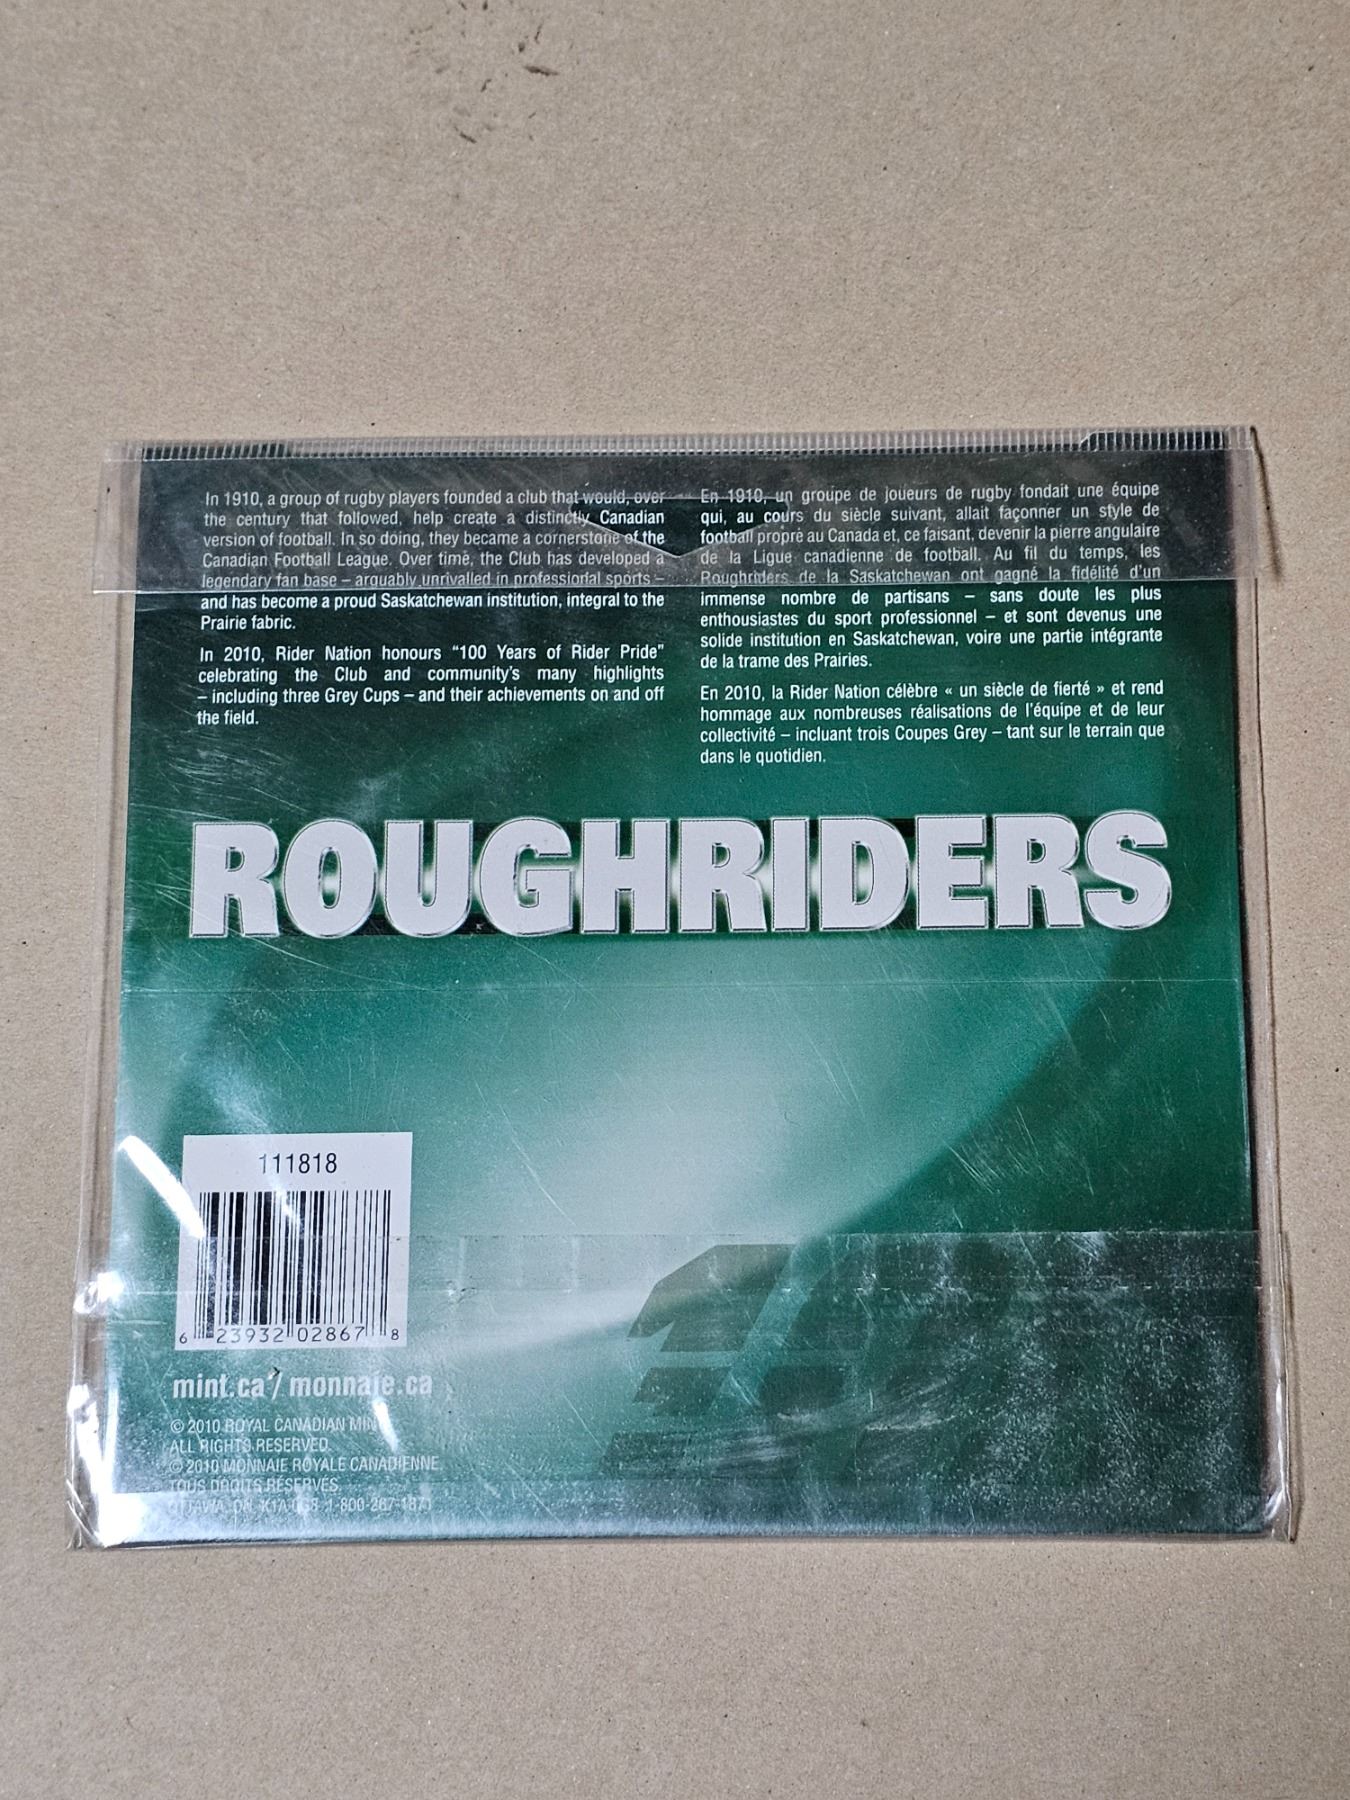 In 1910, a group of rugby players founded a club that would, over
the century that followed, help create a distinctly Canadian
version of football. In so doing, they became a cornerstone of the
Canadian Football League. Over time, the Club has developed a
legendary fan base – arguably unrivalled in professional sports –
and has become a proud Saskatchewan institution, integral to the
Prairie fabric.
In 2010, Rider Nation honours “100 Years of Rider Pride”
celebrating the Club and community’s many highlights
– including three Grey Cups – and their achievements on and off
the field.
En 1910, un groupe de joueurs de rugby fondait une équipe
qui, au cours du siècle suivant, allait façonner un style de
football propre au Canada et, ce faisant, devenir la pierre angulaire
de la Ligue canadienne de football. Au fil du temps, les
Roughriders de la Saskatchewan ont gagné la fidélité d’un
immense nombre de partisans – sans doute les plus
enthousiastes du sport professionnel – et sont devenus une
solide institution en Saskatchewan, voire une partie intégrante
de la trame des Prairies.
En 2010, la Rider Nation célèbre « un siècle de fierté » et rend
hommage aux nombreuses réalisations de l’équipe et de leur
collectivité – incluant trois Coupes Grey – tant sur le terrain que
dans le quotidien.
ROUGHRIDERS
111818
6 23932 02867 8
mint.ca / monnaie.ca
© 2010 ROYAL CANADIAN MINT
ALL RIGHTS RESERVED.
© 2010 MONNAIE ROYALE CANADIENNE
TOUS DROITS RÉSERVÉS.
OTTAWA, ON K1A 0G8 1-800-267-1871